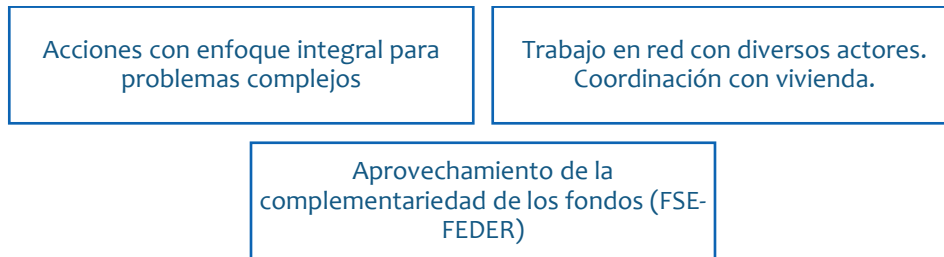 Acciones con enfoque integral para
problemas complejos
Trabajo en red con diversos actores.
Coordinación con vivienda.
Aprovechamiento de la
complementariedad de los fondos (FSE-
FEDER)